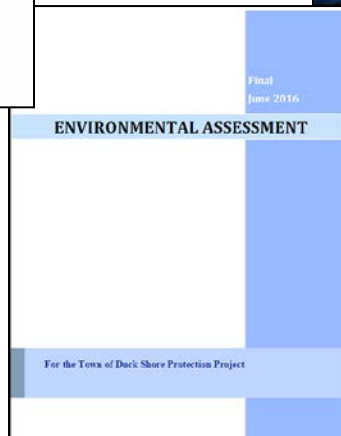 Final
June 2016
ENVIRONMENTAL ASSESSMENT
For the Town of Duck Shore Protection Project